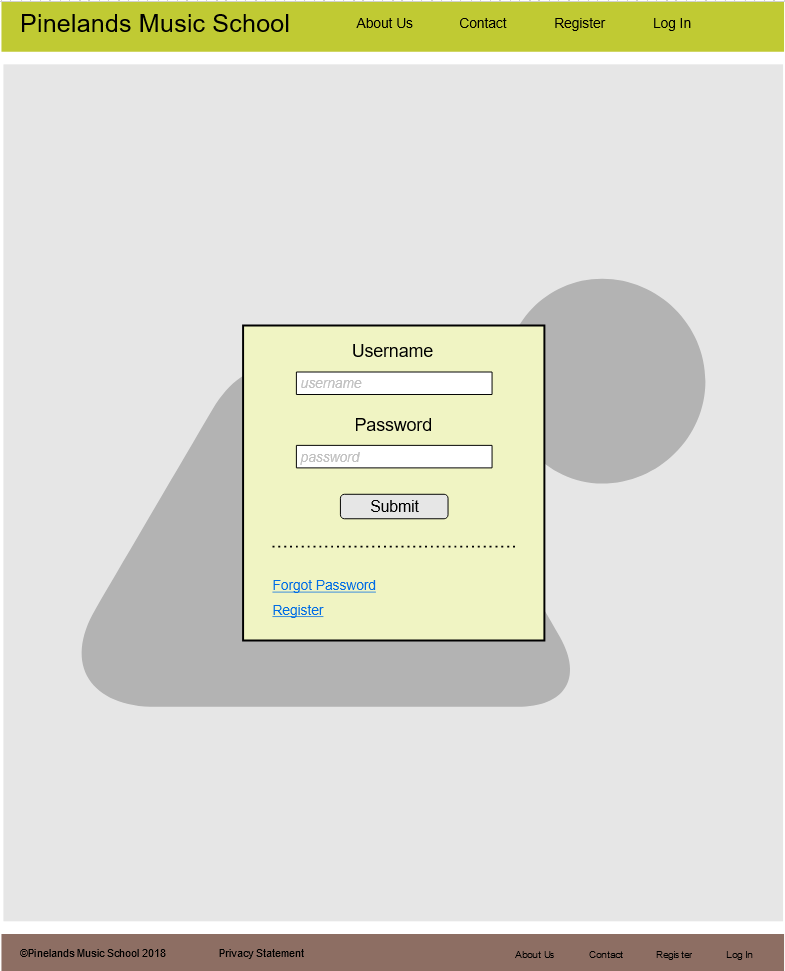 Pinelands Music School About Us Contact Register Log In
Username
username
Password
password
Submit
Forgot Password
Register
©Pinelands Music School 2018 Privacy Statement About Us Contact Register Log In